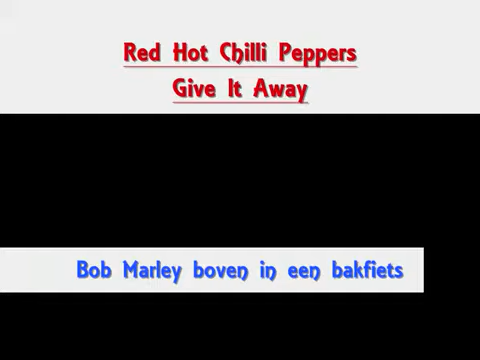 Red Hot Chilli Peppers
Give It Away
Bob Marley boven in een bakfiets